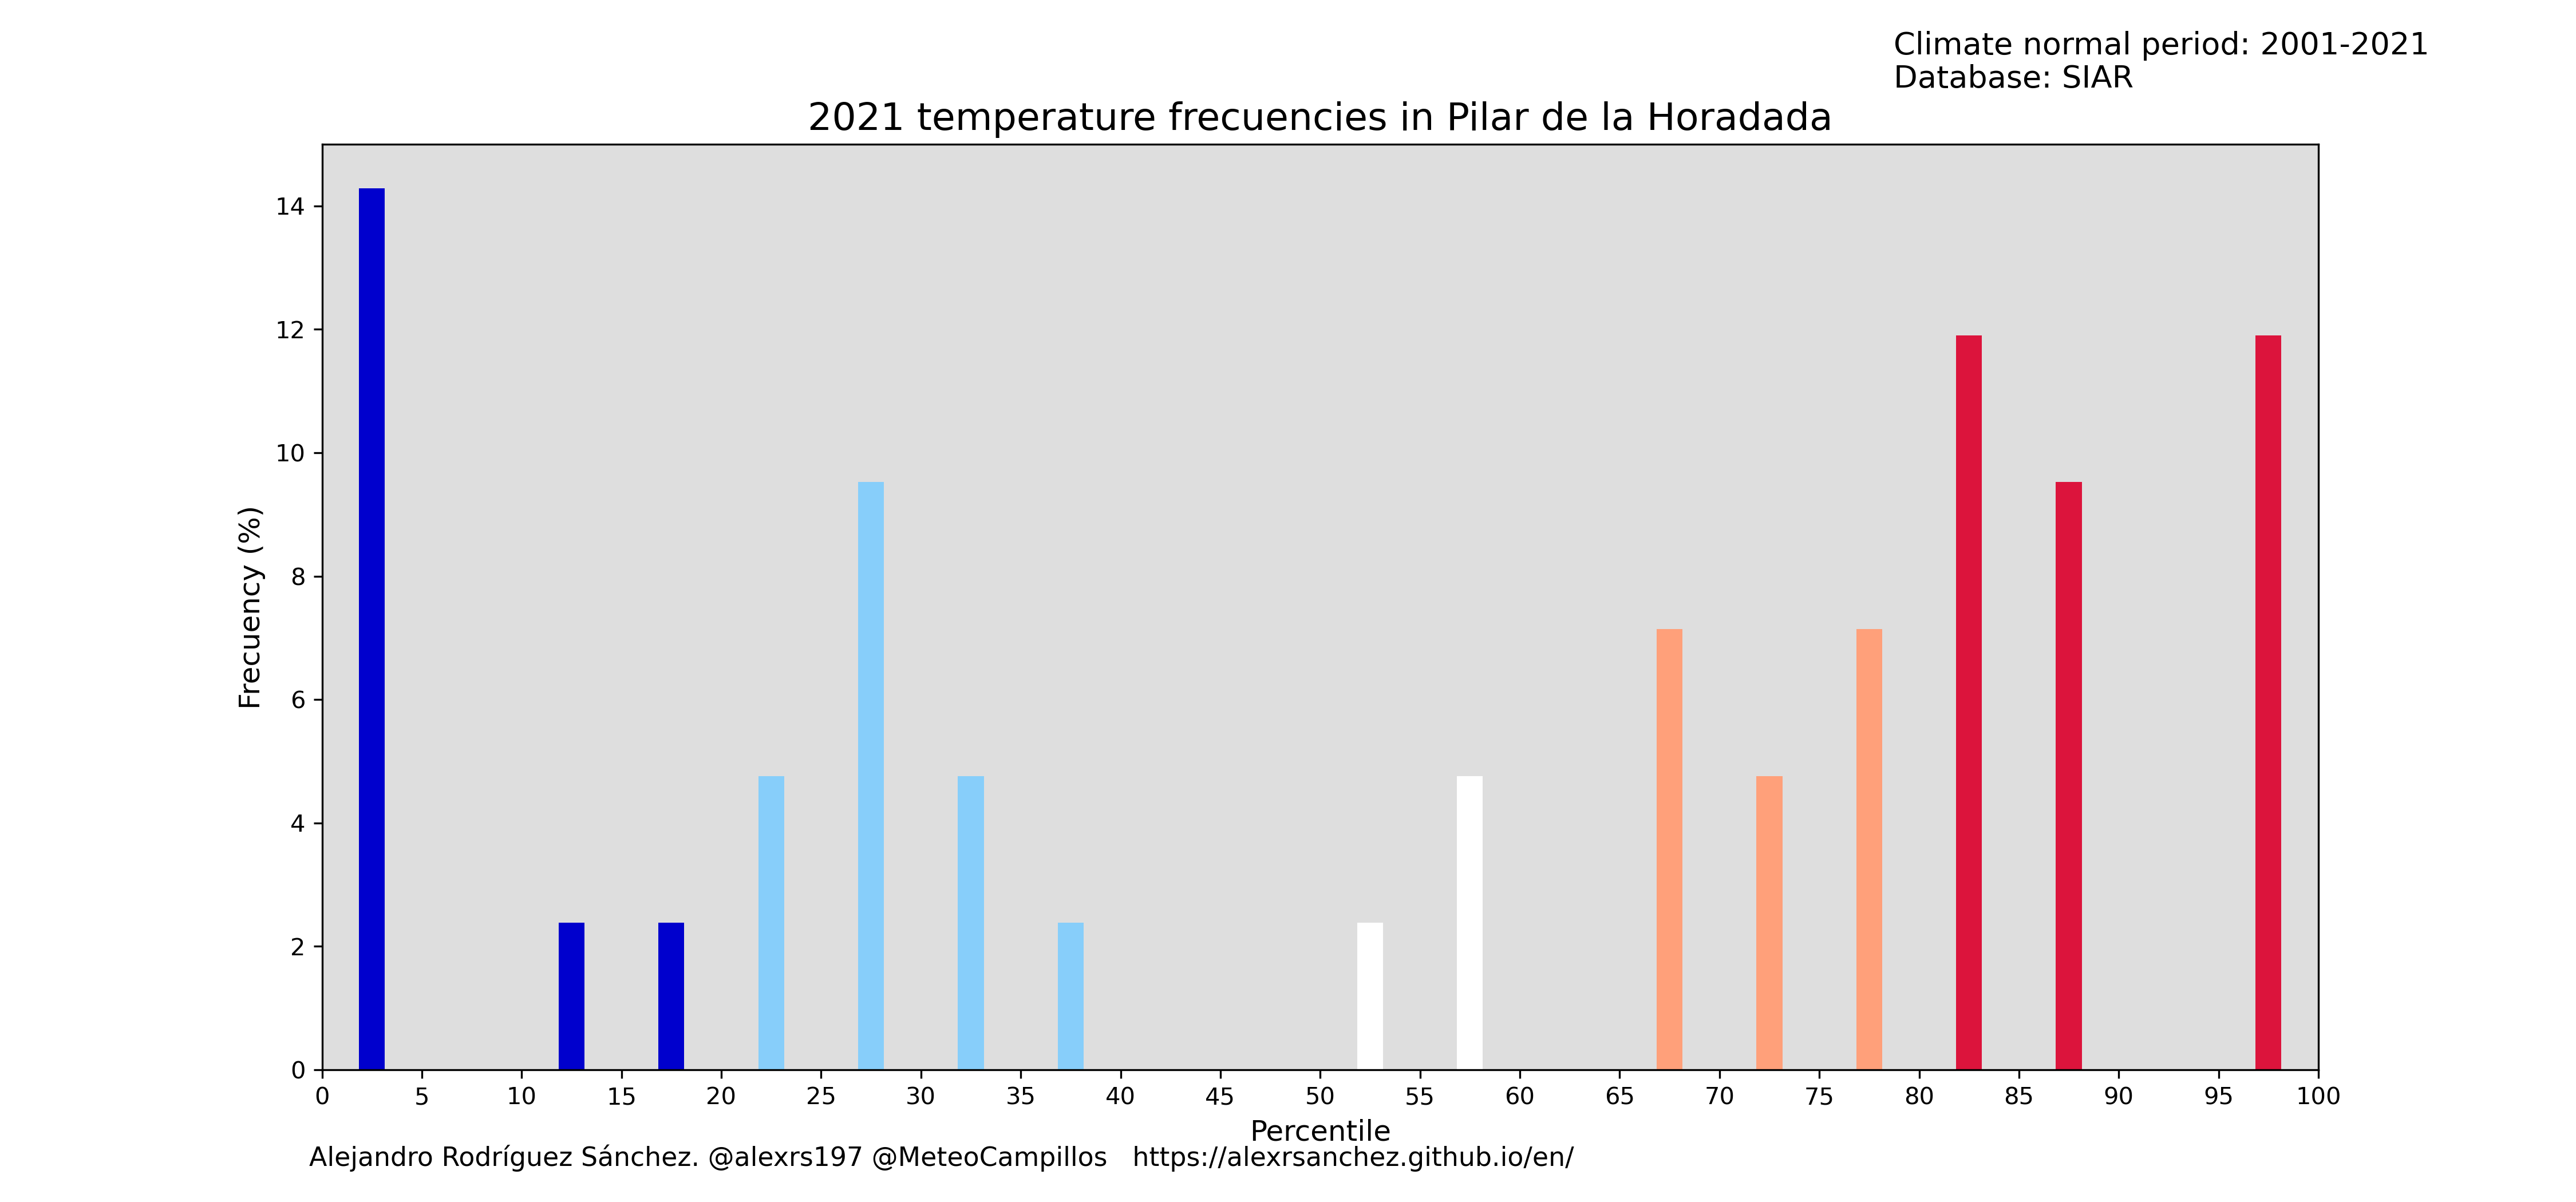 Climate normal period: 2001-2021
Database: SIAR
2021 temperature frecuencies in Pilar de la Horadada
14
12
10
8
6
4
2
0
Frecuency (%)
0 5 10 15 20 25 30 35 40 45 50 55 60 65 70 75 80 85 90 95 100
Percentile
Alejandro Rodríguez Sánchez. @alexrs197 @MeteoCampillos https://alexrsanchez.github.io/en/